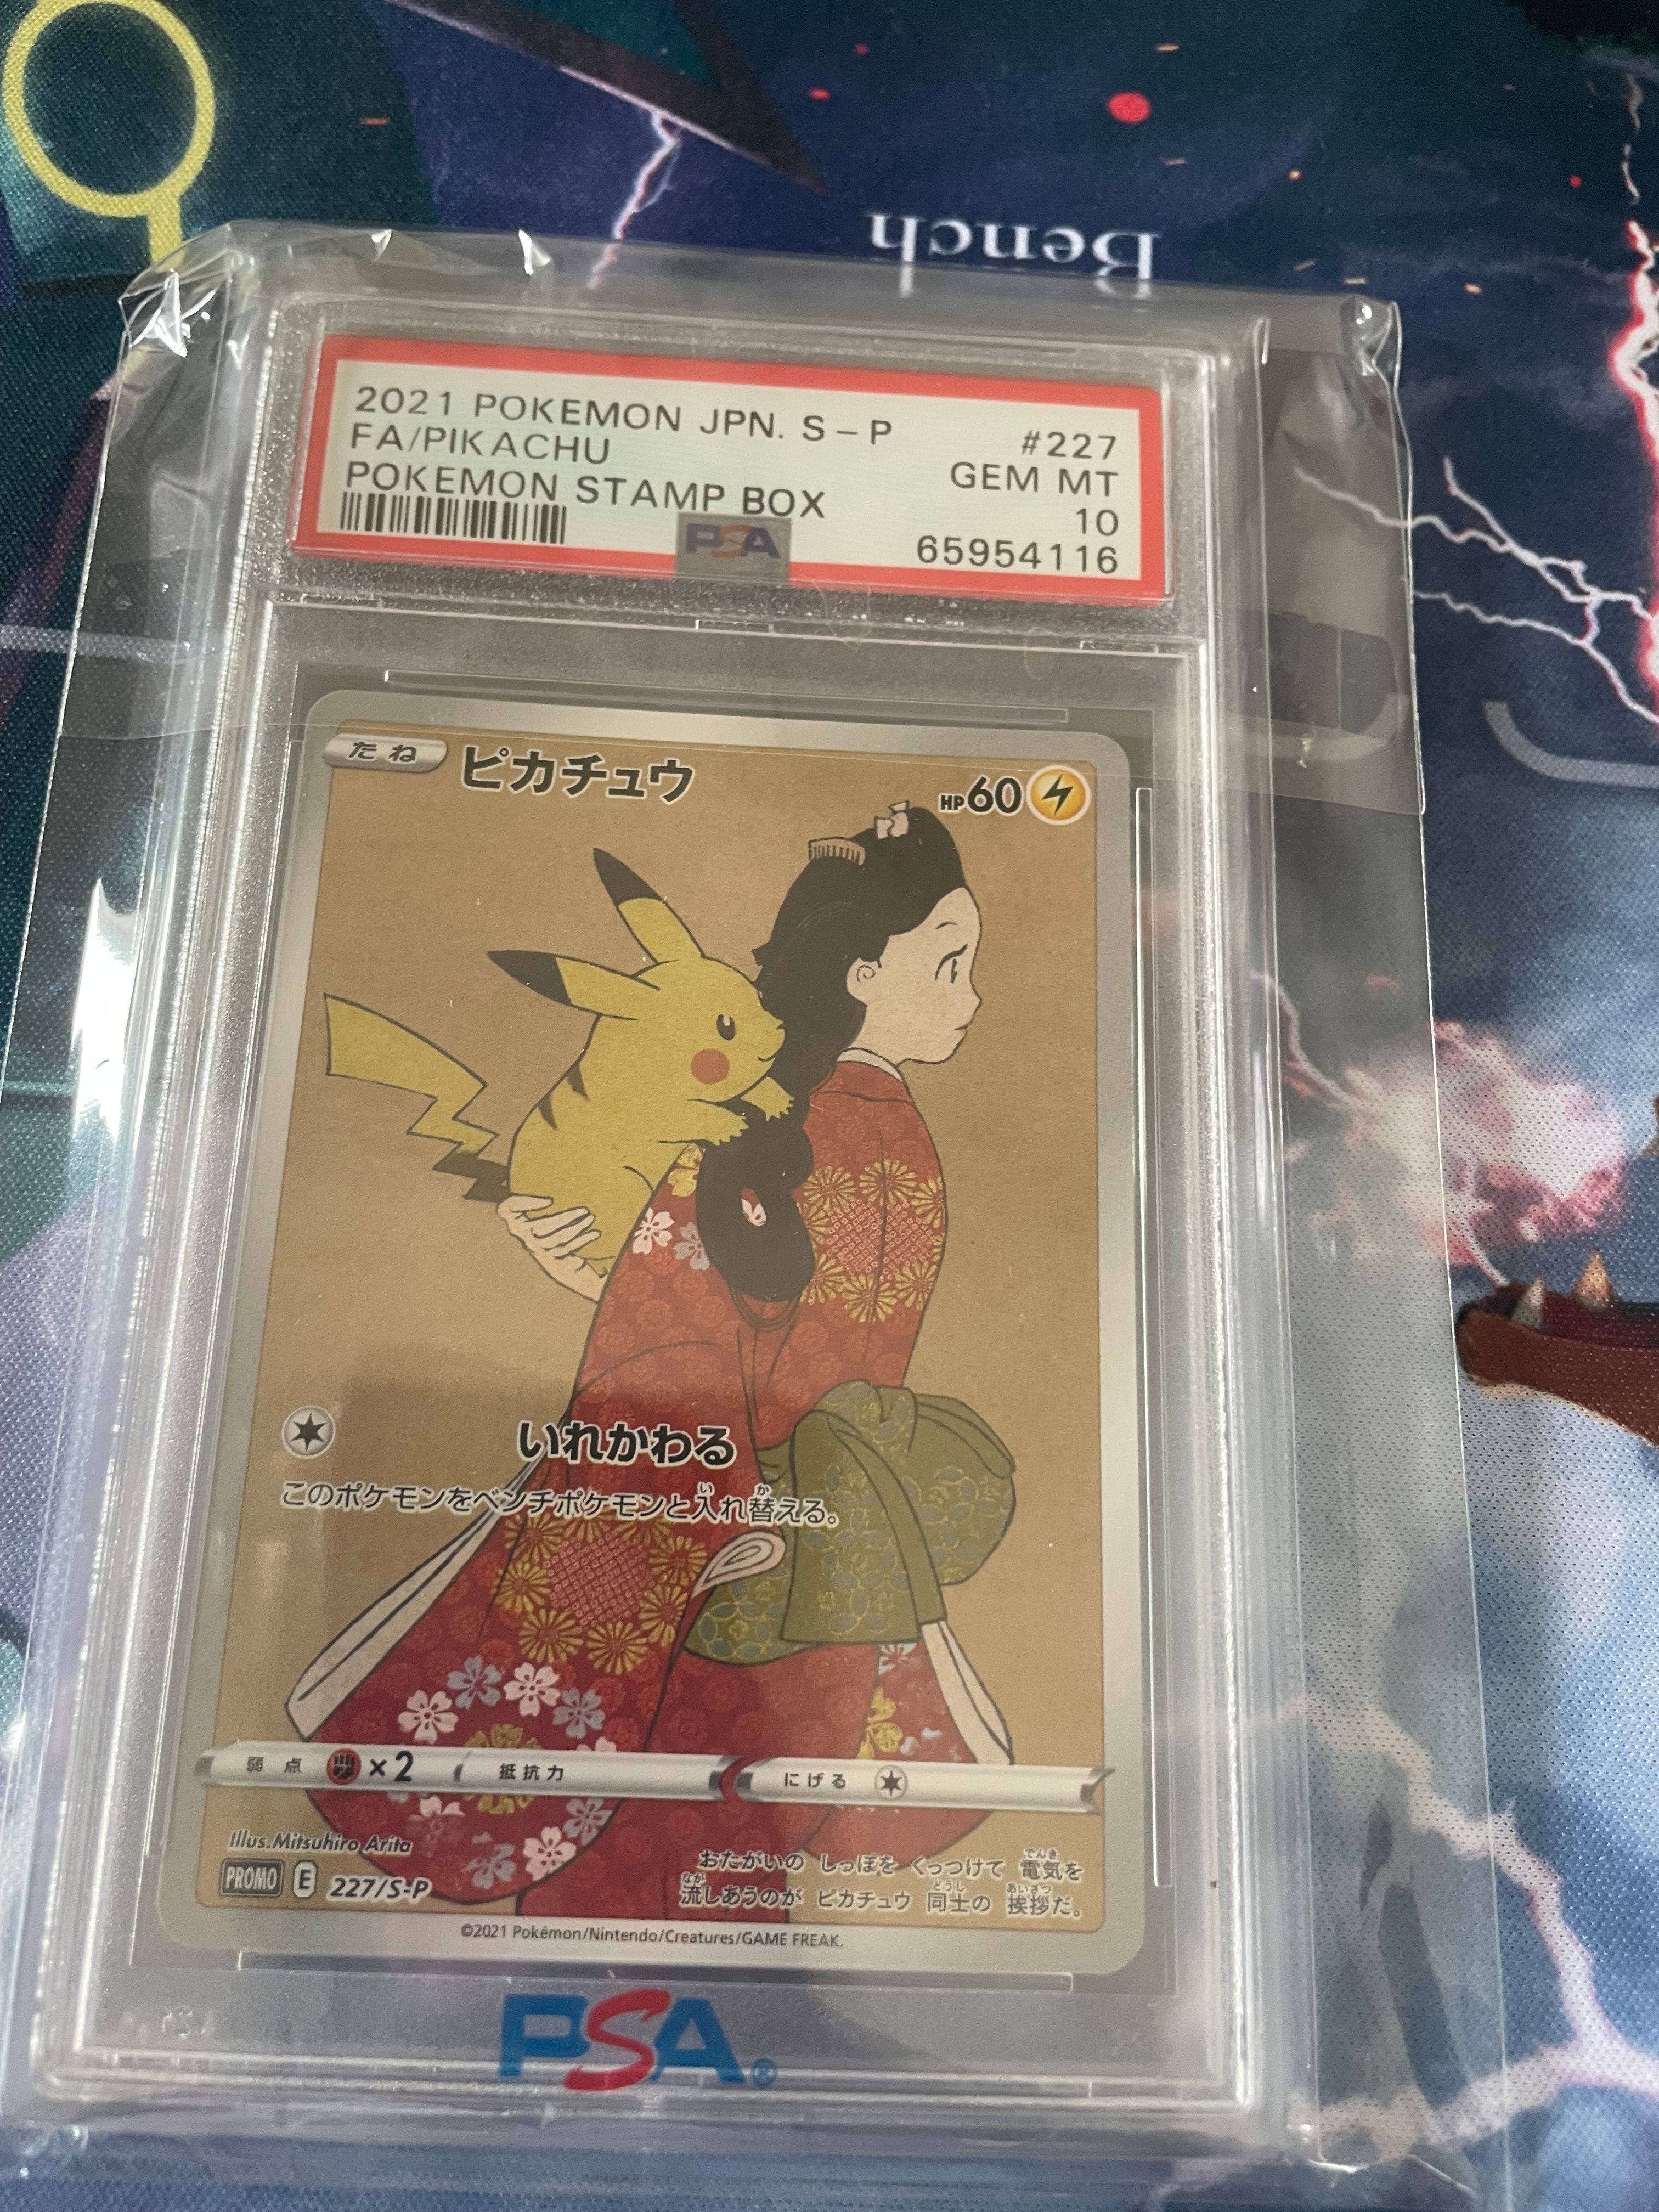 Bench
2021 POKEMON JPN. S-P #227
FA/PIKACHU GEM MT
POKEMON STAMP BOX 10
PSA 65954116
たね ピカチュウ HP60
いれかわる
このポケモンをベンチポケモンと入れ替える。
弱点 ×2 抵抗力 にげる
Illus.Mitsuhiro Arita
PROMO E 227/S-P
おたがいの しっぽを くっつけて 電気を
流しあうのが ピカチュウ 同士の 挨拶だ。
©2021 Pokémon/Nintendo/Creatures/GAME FREAK.
PSA®